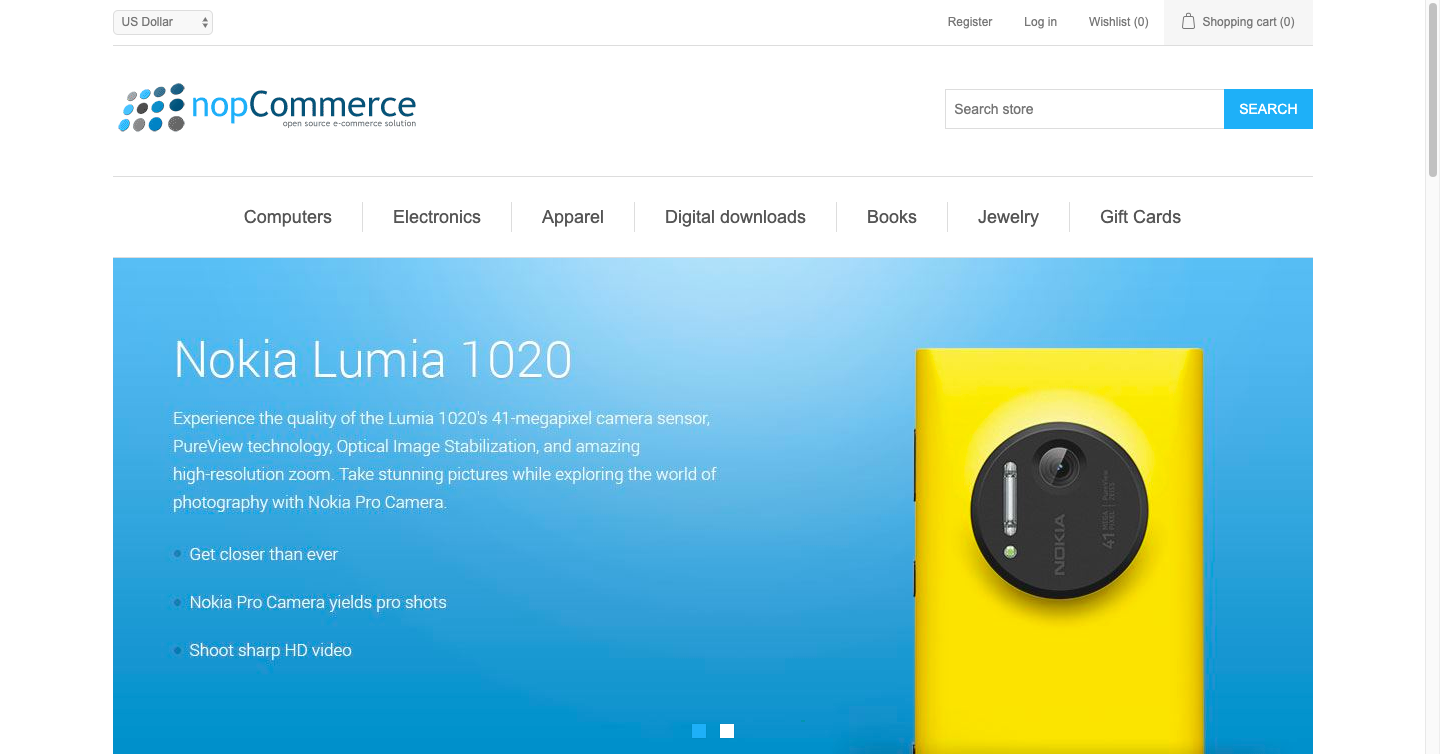 US Dollar
Register
Log in
Wishlist (0)
Shopping cart (0)
nopCommerce
open source e-commerce solution
Search store
SEARCH
Computers
Electronics
Apparel
Digital downloads
Books
Jewelry
Gift Cards
Nokia Lumia 1020
Experience the quality of the Lumia 1020's 41-megapixel camera sensor,
PureView technology, Optical Image Stabilization, and amazing
high-resolution zoom. Take stunning pictures while exploring the world of
photography with Nokia Pro Camera.
Get closer than ever
Nokia Pro Camera yields pro shots
Shoot sharp HD video
NOKIA
41 MEGA
PIXEL
PureView
ZEISS